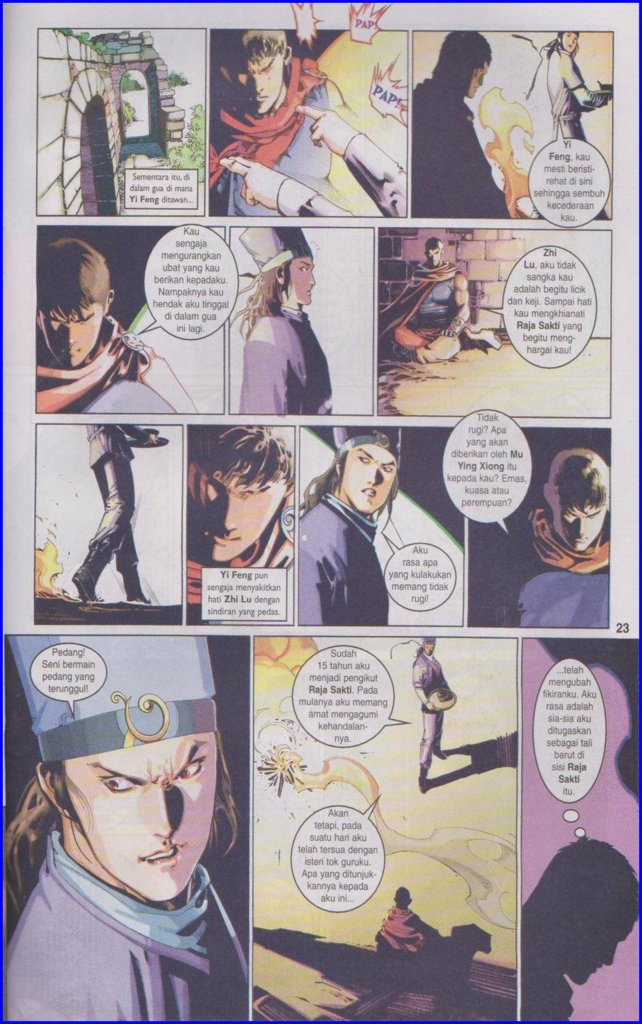 PAP!
PAP!
Sementara itu, di
dalam gua di mana
Yi Feng ditawan...
Yi
Feng, kau
mesti beristi-
rehat di sini
sehingga sembuh
kecederaan
kau.
Kau
sengaja
mengurangkan
ubat yang kau
berikan kepadaku.
Nampaknya kau
hendak aku tinggal
di dalam gua
ini lagi.
Zhi
Lu, aku tidak
sangka kau
adalah begitu licik
dan keji. Sampai hati
kau mengkhianati
Raja Sakti yang
begitu meng-
hargai kau!
Yi Feng pun
sengaja menyakitkan
hati Zhi Lu dengan
sindiran yang pedas.
Aku
rasa apa
yang kulakukan
memang tidak
rugi!
Tidak
rugi? Apa
yang akan
diberikan oleh Mu
Ying Xiong itu
kepada kau? Emas,
kuasa atau
perempuan?
23
Pedang!
Seni bermain
pedang yang
terunggul!
Sudah
15 tahun aku
menjadi pengikut
Raja Sakti. Pada
mulanya aku memang
amat mengagumi
kehandalan-
nya.
Akan
tetapi, pada
suatu hari aku
telah tersua dengan
isteri tok guruku.
Apa yang ditunjuk-
kannya kepada
aku ini...
...telah
mengubah
fikiranku. Aku
rasa adalah
sia-sia aku
ditugaskan
sebagai tali
barut di
sisi Raja
Sakti
itu.